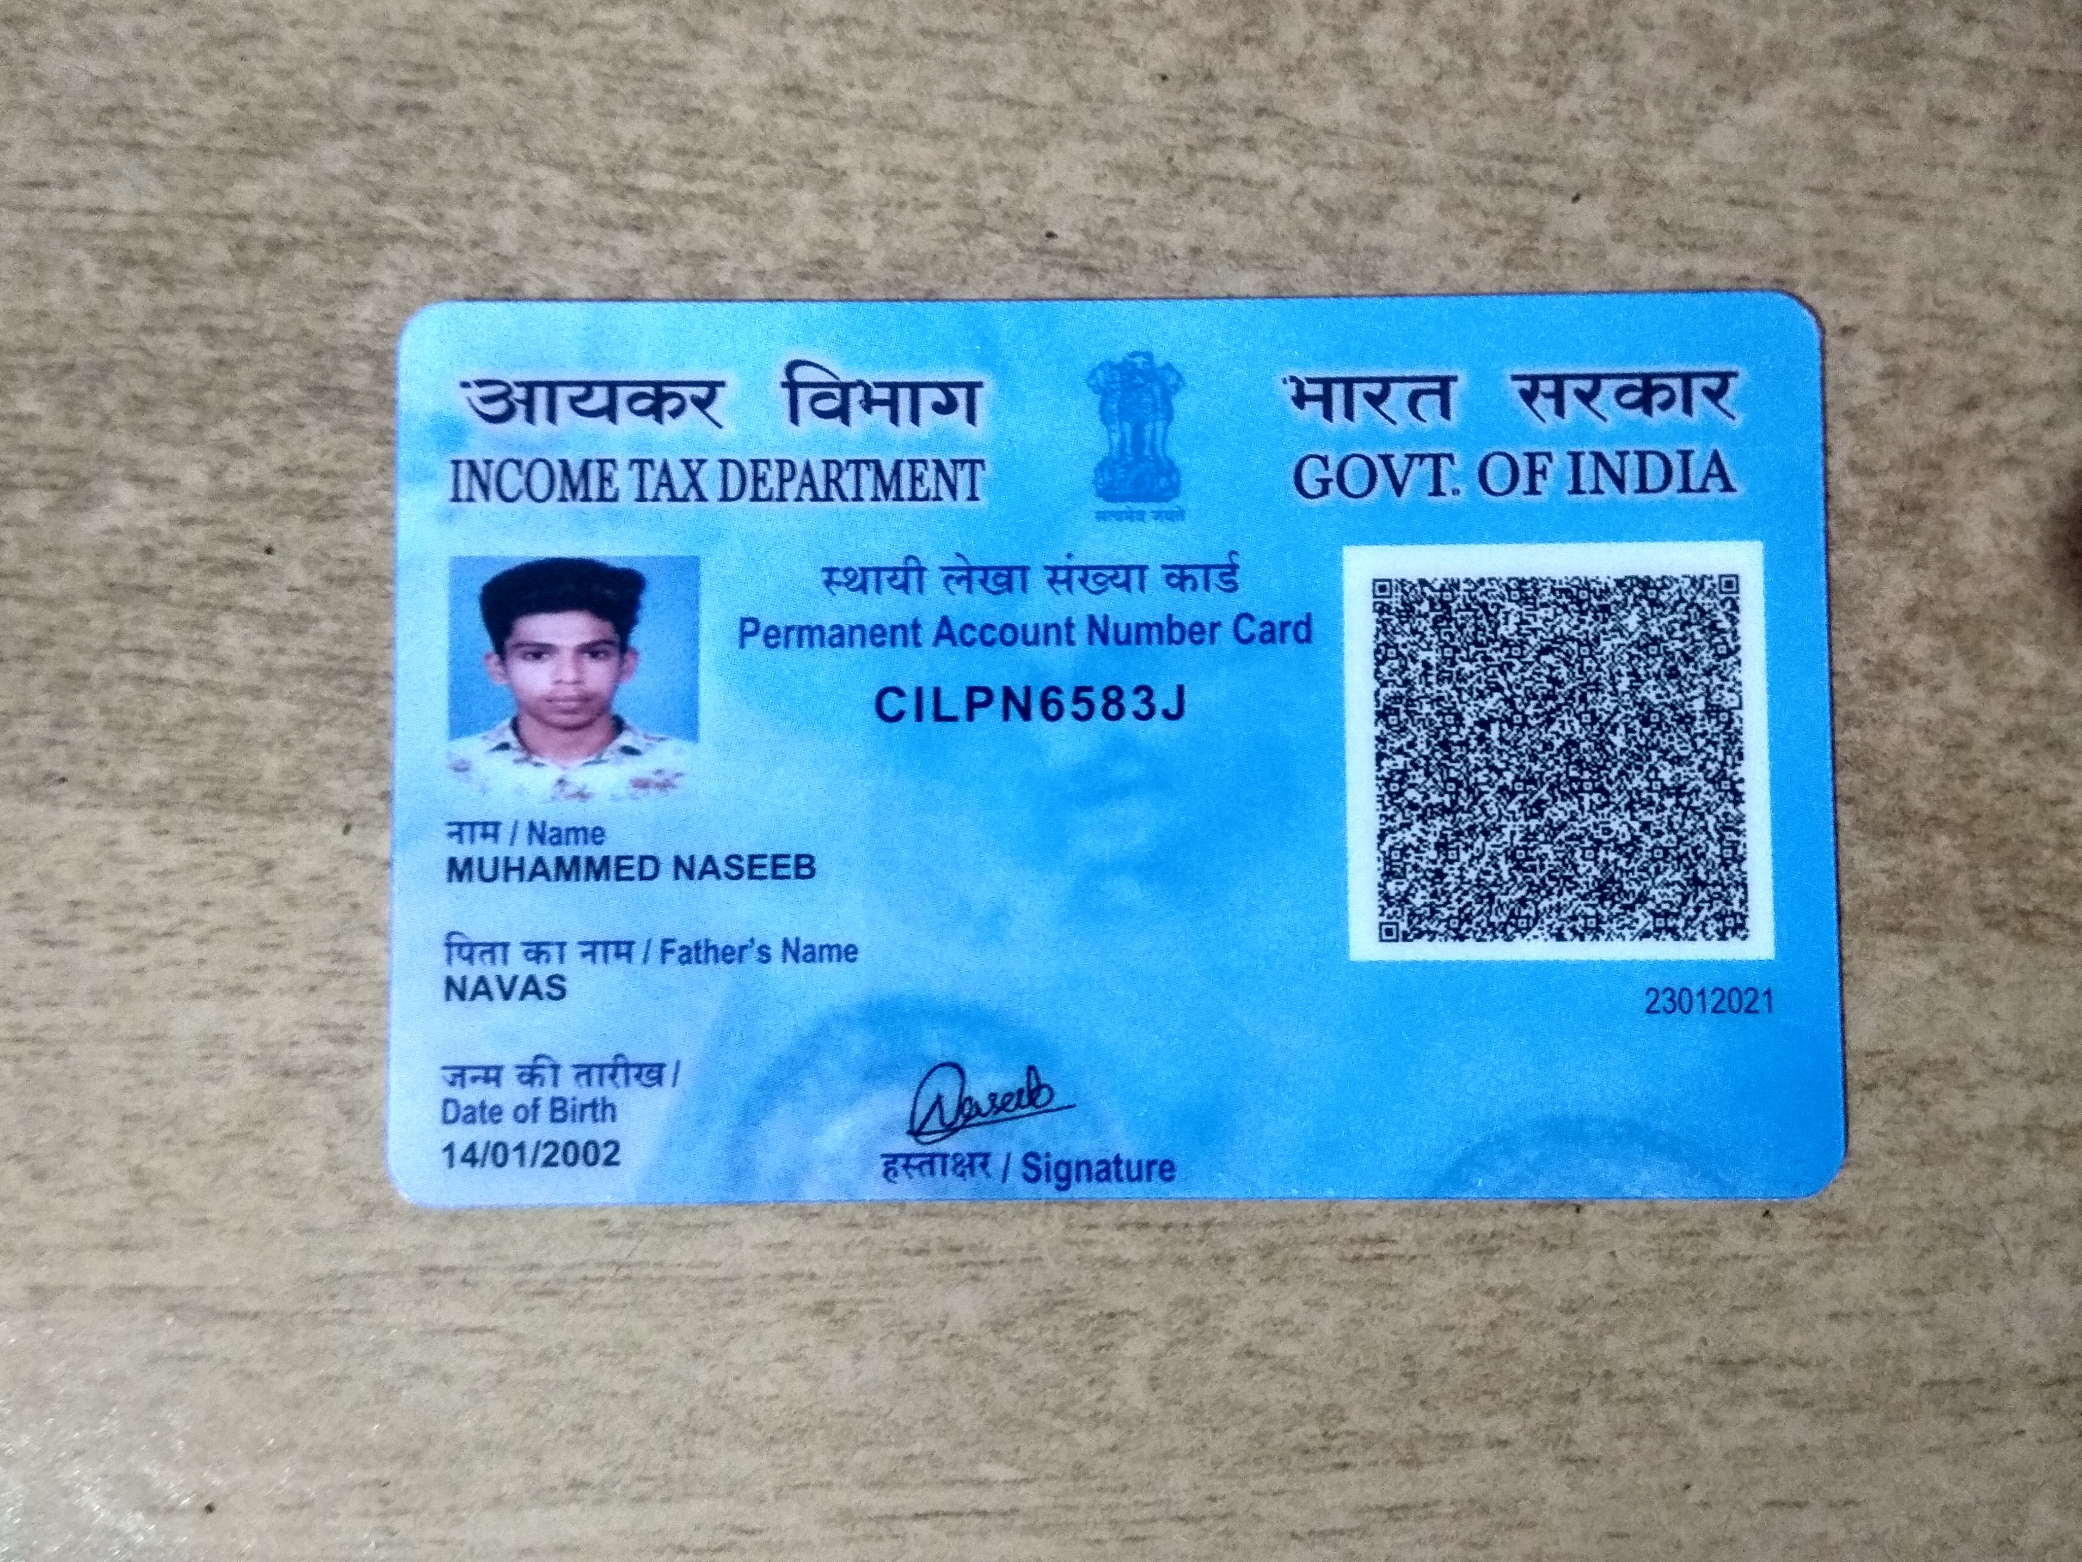 आयकर विभाग
INCOME TAX DEPARTMENT
भारत सरकार
GOVT. OF INDIA
सत्यमेव जयते
स्थायी लेखा संख्या कार्ड
Permanent Account Number Card
CILPN6583J
नाम / Name
MUHAMMED NASEEB
पिता का नाम / Father's Name
NAVAS
23012021
जन्म की तारीख /
Date of Birth
14/01/2002
Naseeb
हस्ताक्षर / Signature